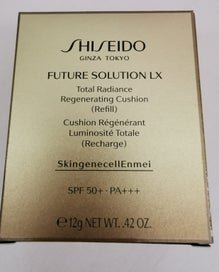 SHISEIDO
GINZA TOKYO
FUTURE SOLUTION LX
Total Radiance
Regenerating Cushion
(Refill)
Cushion Régénérant
Luminosité Totale
(Recharge)
SkingenecellEnmei
SPF 50+・PA+++
℮12g NET WT. .42 OZ.